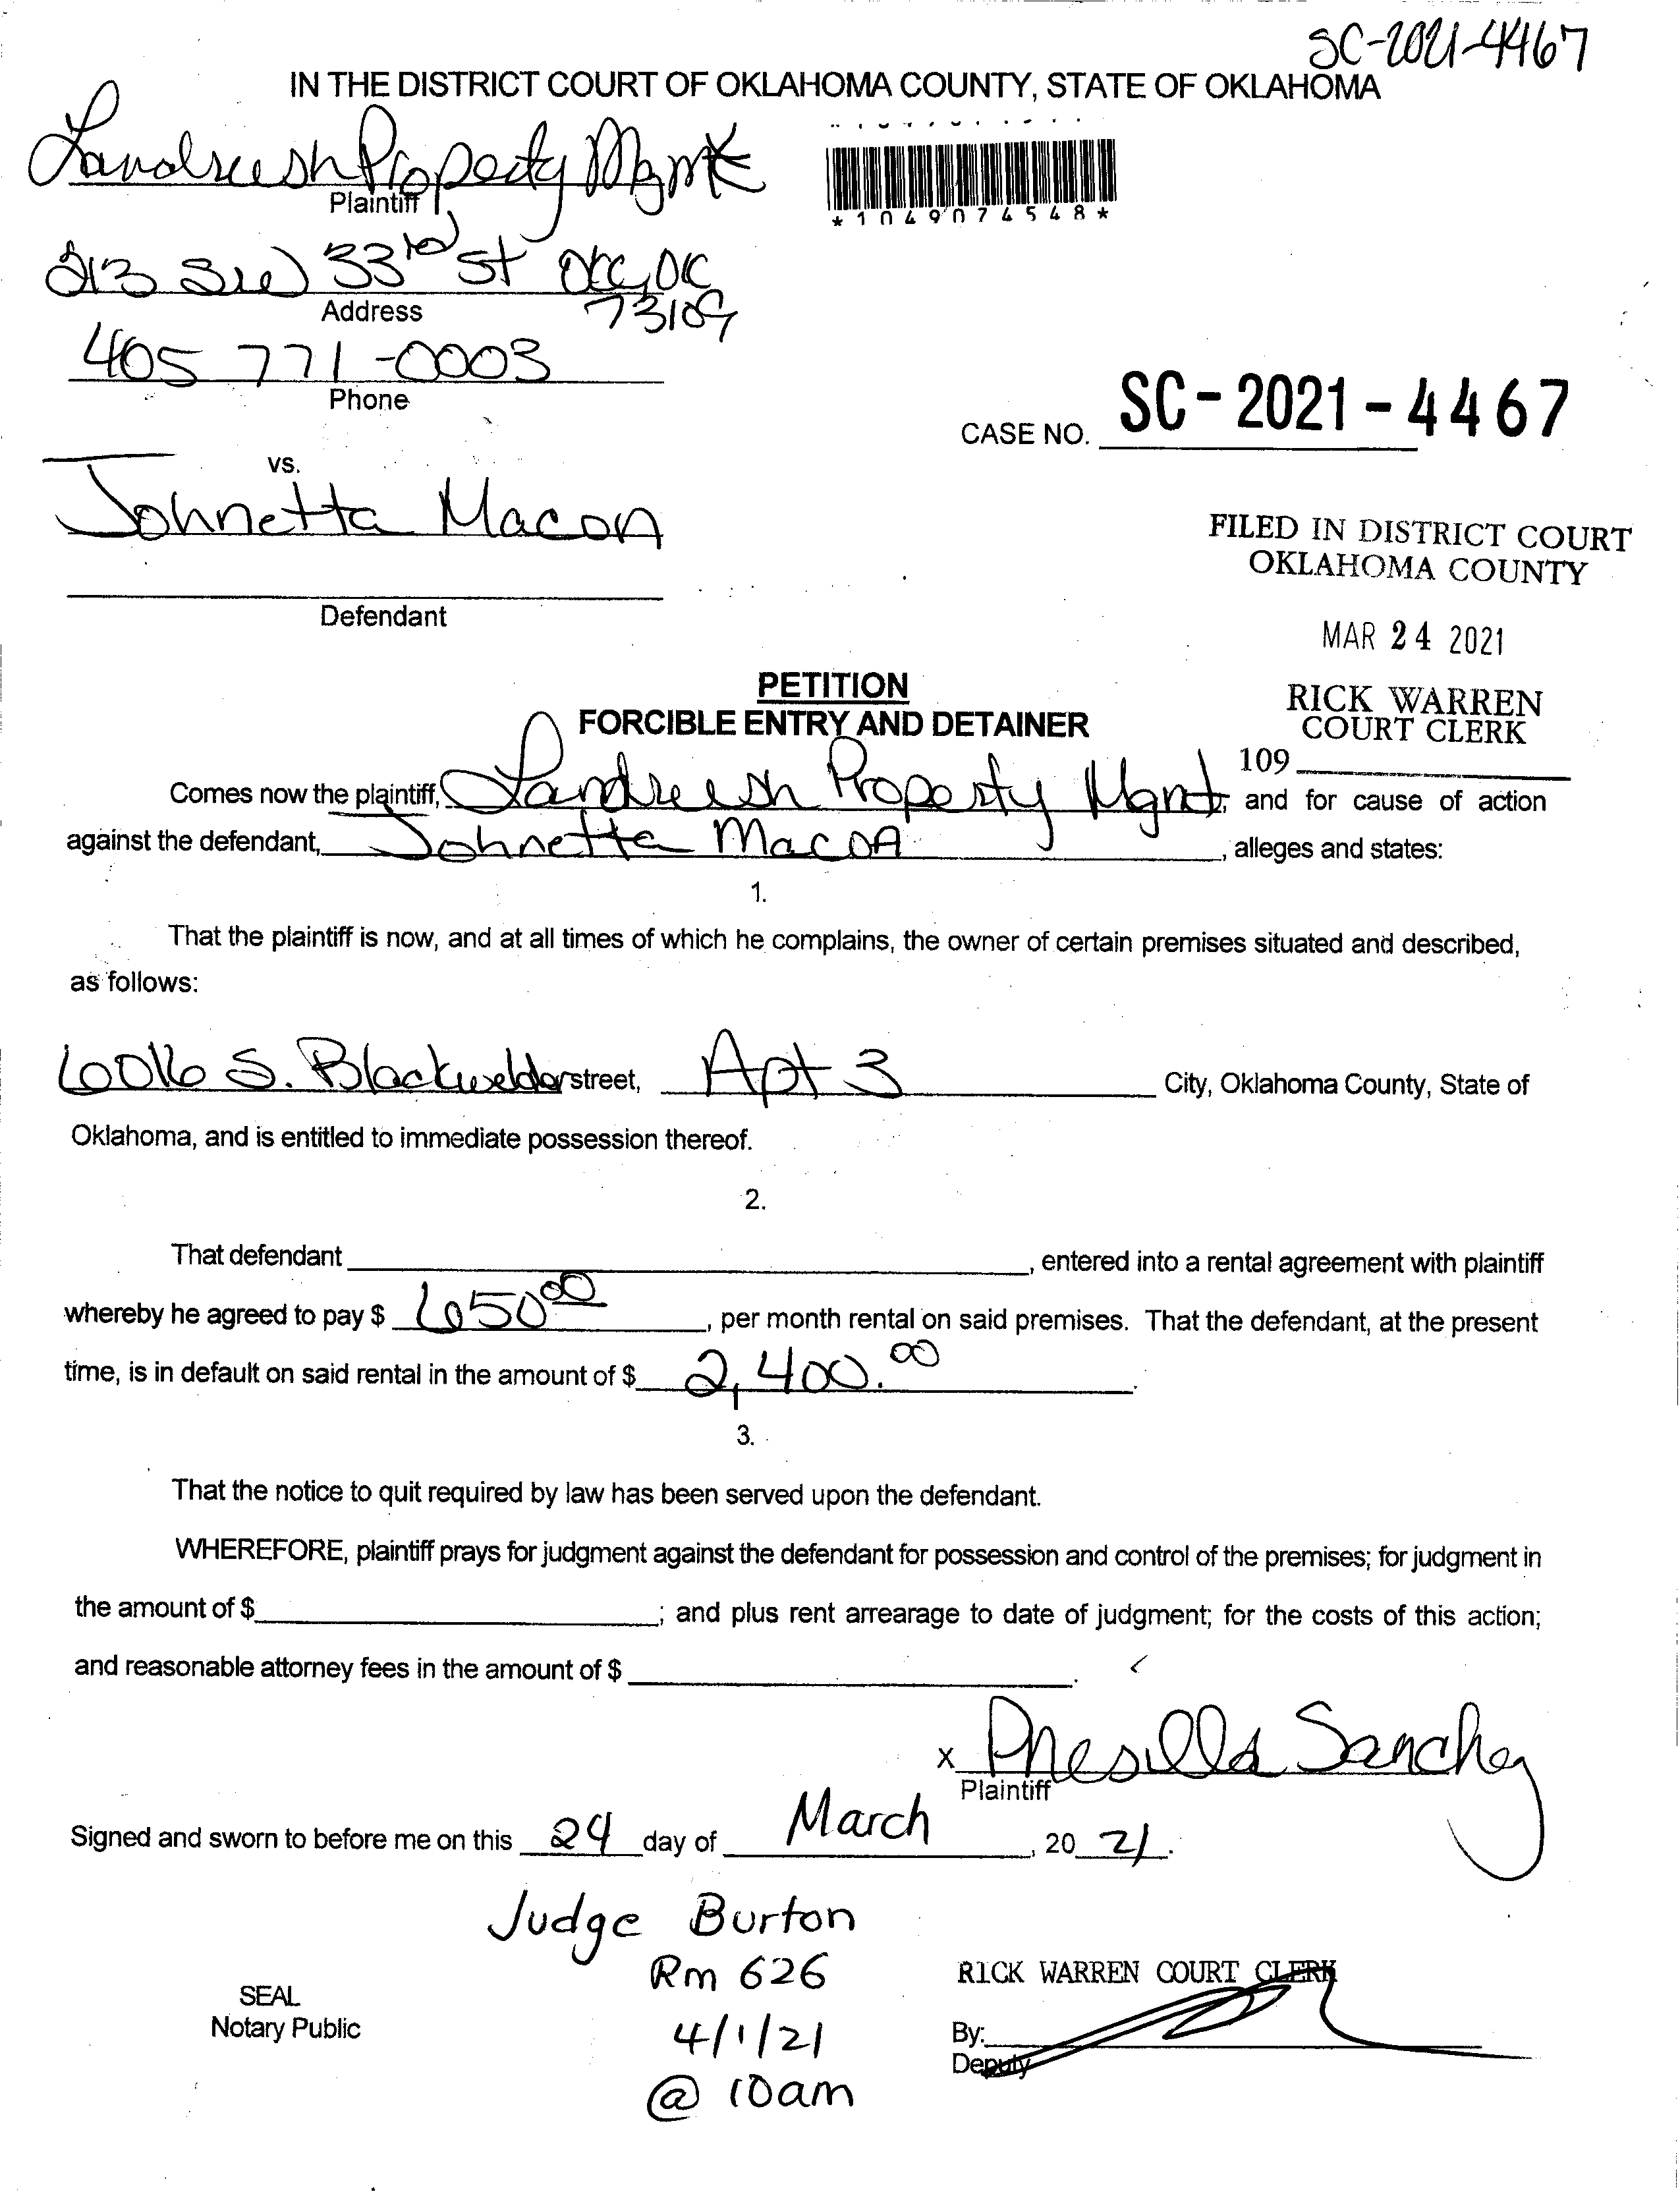 SC-2021-4467
IN THE DISTRICT COURT OF OKLAHOMA COUNTY, STATE OF OKLAHOMA
Landreesh Property Mgmt
Plaintiff
*1049074548*
213 SW 33rd St OKC, OK
73109
Address
405 771-0003
Phone
CASE NO. SC-2021-4467
vs.
Johnetta Macon
Defendant
FILED IN DISTRICT COURT
OKLAHOMA COUNTY
MAR 24 2021
RICK WARREN
COURT CLERK
109
PETITION
FORCIBLE ENTRY AND DETAINER
Comes now the plaintiff, Landreesh Property Mgmt, and for cause of action
against the defendant, Johnetta Macon, alleges and states:
1.
That the plaintiff is now, and at all times of which he complains, the owner of certain premises situated and described,
as follows:
6016 S. Blackwelder street, Apt 3 City, Oklahoma County, State of
Oklahoma, and is entitled to immediate possession thereof.
2.
That defendant , entered into a rental agreement with plaintiff
whereby he agreed to pay $ 650.00, per month rental on said premises. That the defendant, at the present
time, is in default on said rental in the amount of $ 2,400.00.
3.
That the notice to quit required by law has been served upon the defendant.
WHEREFORE, plaintiff prays for judgment against the defendant for possession and control of the premises; for judgment in
the amount of $ ; and plus rent arrearage to date of judgment; for the costs of this action;
and reasonable attorney fees in the amount of $ .
x Presilla Sanchez
Plaintiff
Signed and sworn to before me on this 24 day of March, 2021.
Judge Burton
Rm 626
4/1/21
@ 10am
SEAL
Notary Public
RICK WARREN COURT CLERK
By:
Deputy